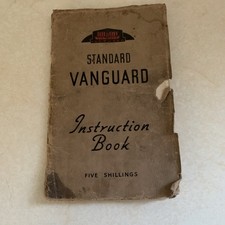 STANDARD
VANGUARD
Instruction
Book
FIVE SHILLINGS